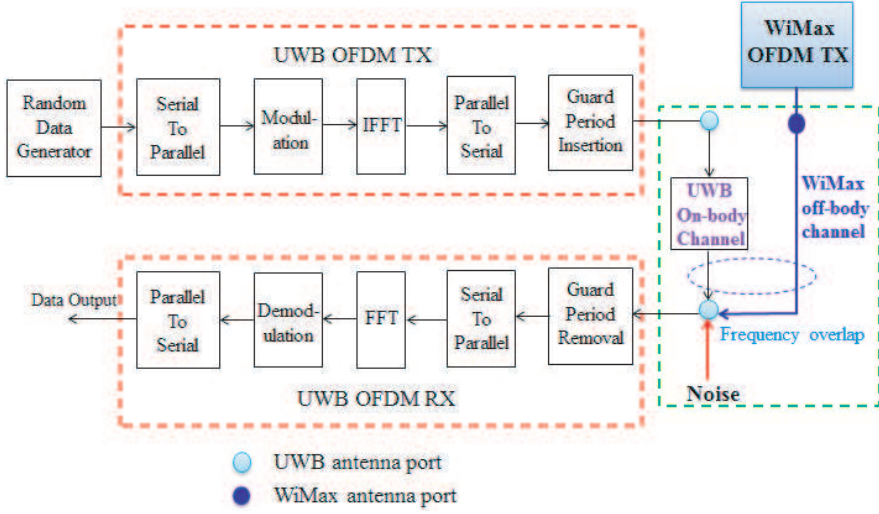 UWB OFDM TX
WiMax
OFDM TX
Random
Data
Generator
Serial
To
Parallel
Modul-
ation
IFFT
Parallel
To
Serial
Guard
Period
Insertion
UWB
On-body
Channel
WiMax
off-body
channel
Data Output
Parallel
To
Serial
Demod-
ulation
FFT
Serial
To
Parallel
Guard
Period
Removal
Frequency overlap
UWB OFDM RX
Noise
UWB antenna port
WiMax antenna port